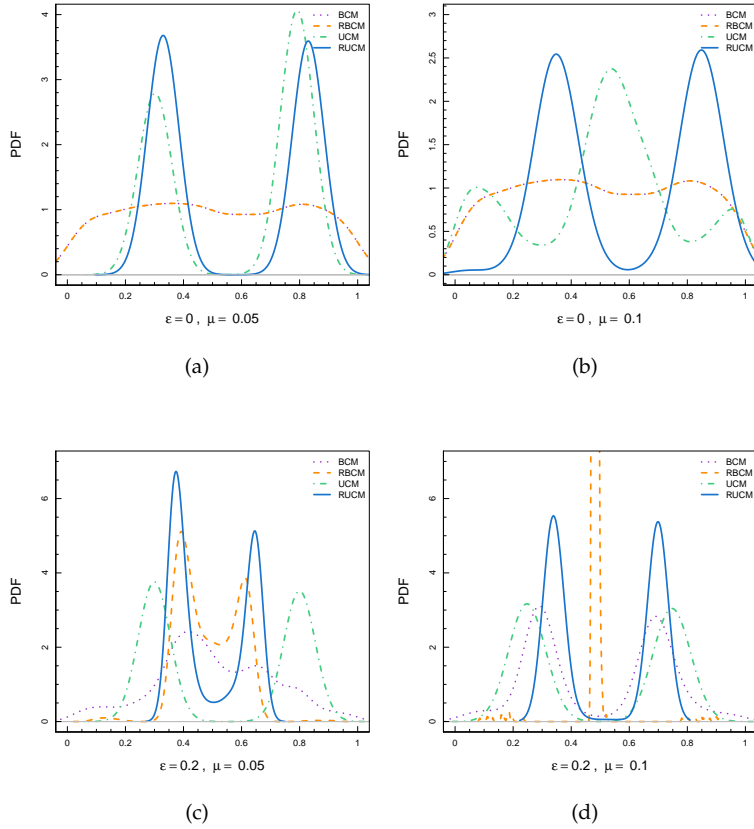 BCM
RBCM
UCM
RUCM
PDF
4
3
2
1
0
0 0.2 0.4 0.6 0.8 1
ε = 0 , μ = 0.05
(a)
BCM
RBCM
UCM
RUCM
PDF
3.0
2.5
2.0
1.5
1.0
0.5
0
0 0.2 0.4 0.6 0.8 1
ε = 0 , μ = 0.1
(b)
BCM
RBCM
UCM
RUCM
PDF
6
4
2
0
0 0.2 0.4 0.6 0.8 1
ε = 0.2 , μ = 0.05
(c)
BCM
RBCM
UCM
RUCM
PDF
6
4
2
0
0 0.2 0.4 0.6 0.8 1
ε = 0.2 , μ = 0.1
(d)